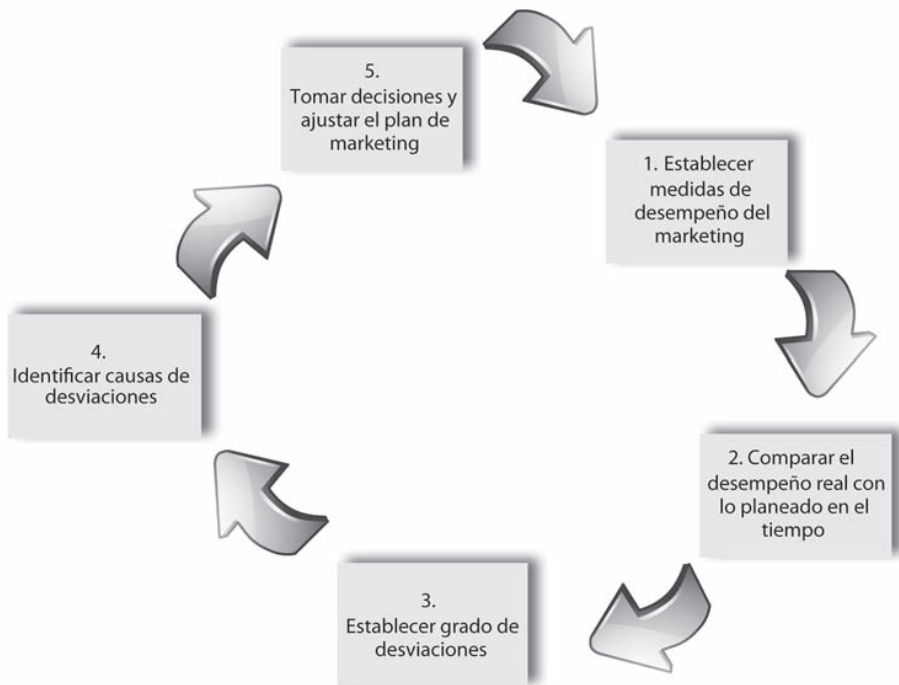 5.
Tomar decisiones y
ajustar el plan de
marketing
1. Establecer
medidas de
desempeño del
marketing
2. Comparar el
desempeño real con
lo planeado en el
tiempo
3.
Establecer grado de
desviaciones
4.
Identificar causas de
desviaciones